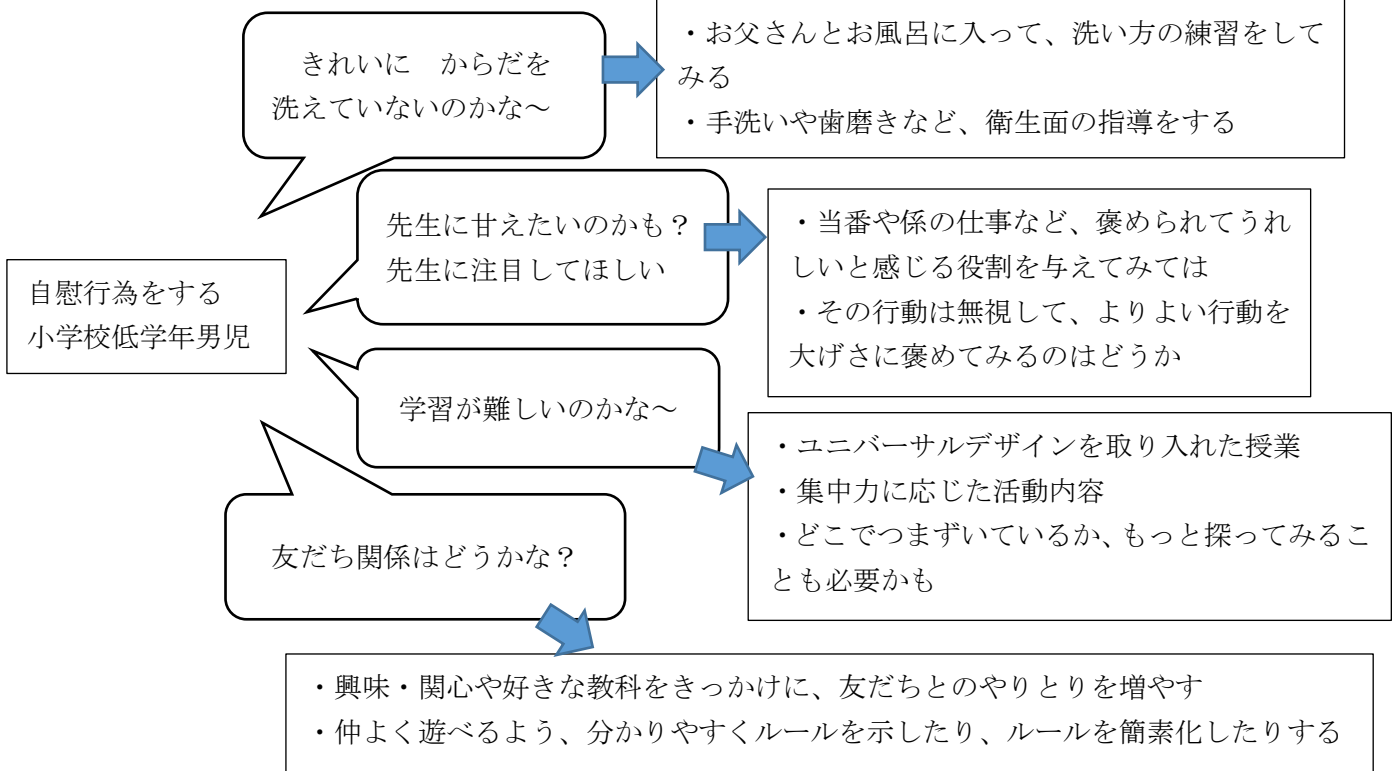 きれいに　からだを
洗えていないのかな～
・お父さんとお風呂に入って、洗い方の練習をして
みる
・手洗いや歯磨きなど、衛生面の指導をする
先生に甘えたいのかも？
先生に注目してほしい
・当番や係の仕事など、褒められてうれ
しいと感じる役割を与えてみては
・その行動は無視して、よりよい行動を
大げさに褒めてみるのはどうか
自慰行為をする
小学校低学年男児
学習が難しいのかな～
・ユニバーサルデザインを取り入れた授業
・集中力に応じた活動内容
・どこでつまずいているか、もっと探ってみるこ
とも必要かも
友だち関係はどうかな？
・興味・関心や好きな教科をきっかけに、友だちとのやりとりを増やす
・仲よく遊べるよう、分かりやすくルールを示したり、ルールを簡素化したりする